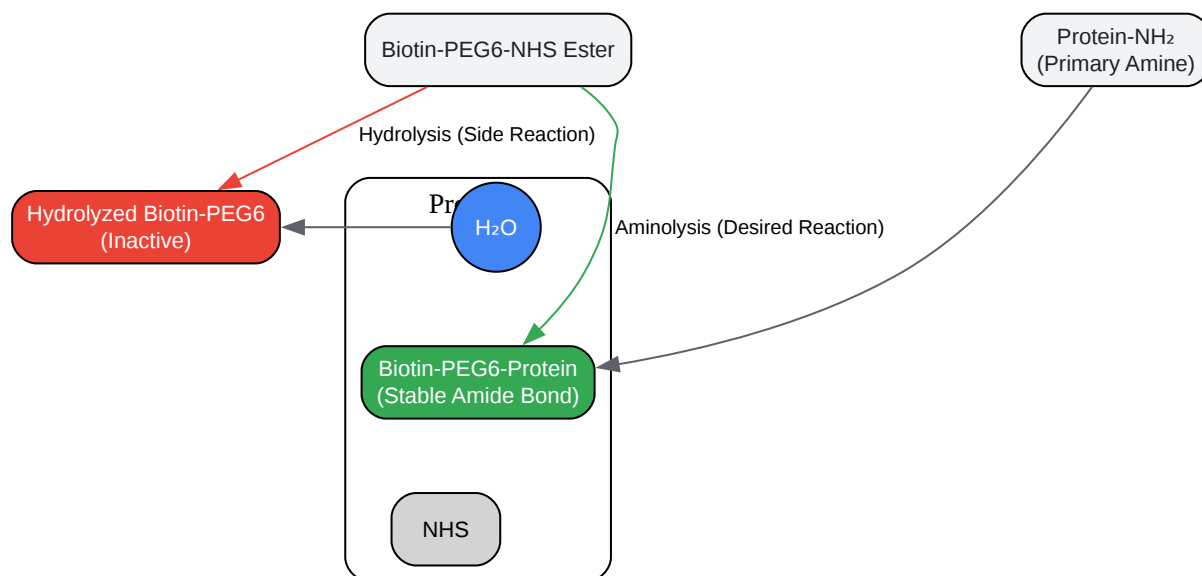 Biotin-PEG6-NHS Ester
Protein-NH₂
(Primary Amine)
Hydrolysis (Side Reaction)
Hydrolyzed Biotin-PEG6
(Inactive)
H₂O
Aminolysis (Desired Reaction)
Biotin-PEG6-Protein
(Stable Amide Bond)
NHS